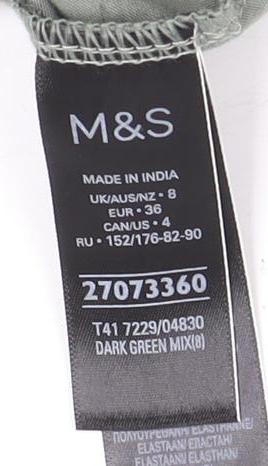 M&S
MADE IN INDIA
UK/AUS/NZ • 8
EUR • 36
CAN/US • 4
RU • 152/176-82-90
27073360
T41 7229/04830
DARK GREEN MIX(8)
ELASTAAN/